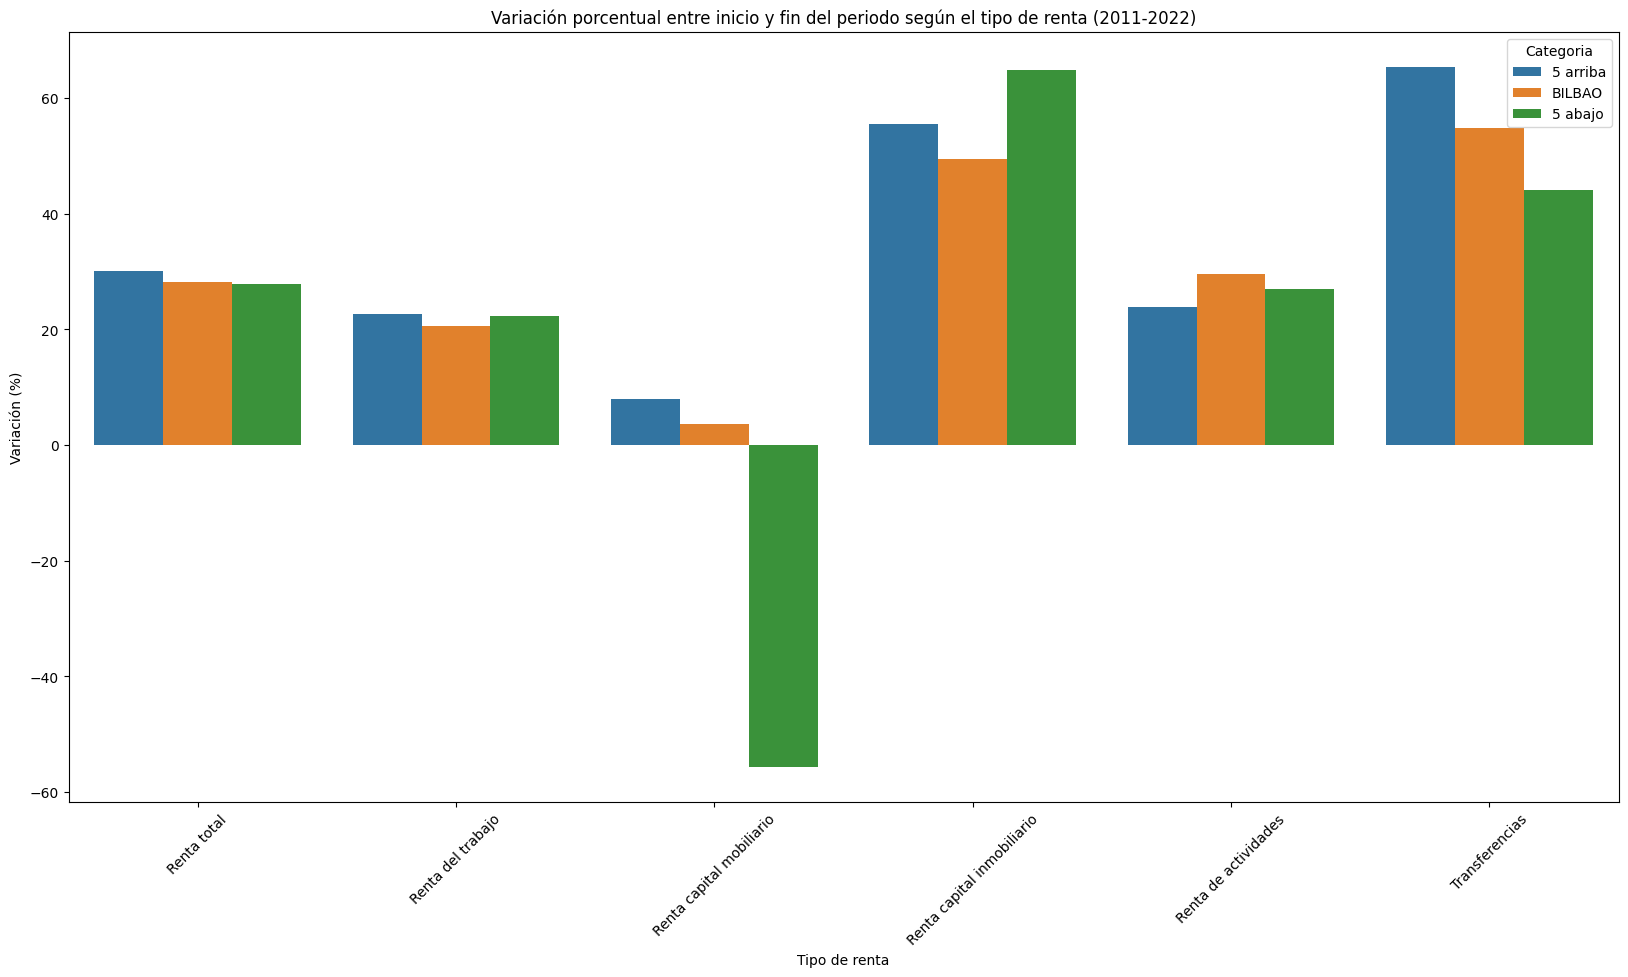 Variación porcentual entre inicio y fin del periodo según el tipo de renta (2011-2022)
Categoria
5 arriba
BILBAO
5 abajo
Variación (%)
60
40
20
0
−20
−40
−60
Renta total
Renta del trabajo
Renta capital mobiliario
Renta capital inmobiliario
Renta de actividades
Transferencias
Tipo de renta